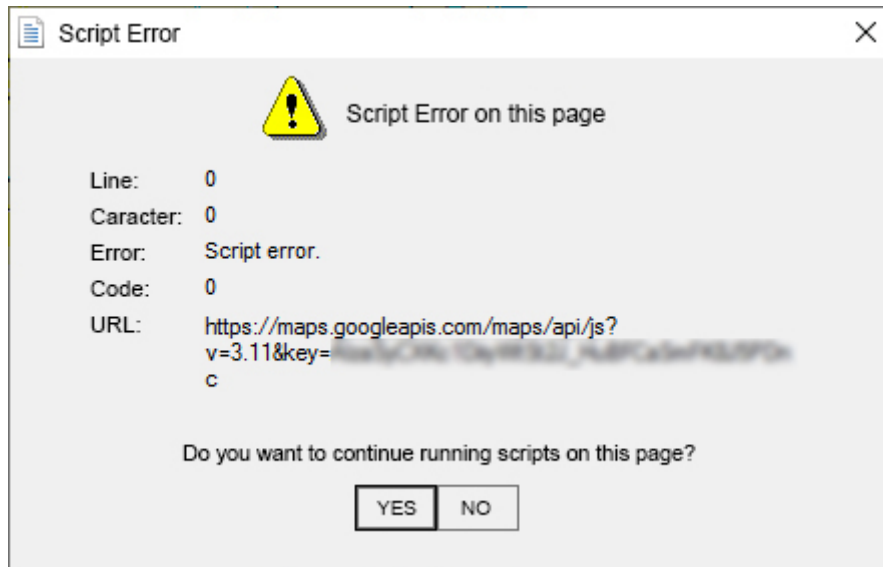 Script Error
Script Error on this page
Line: 0
Caracter: 0
Error: Script error.
Code: 0
URL: https://maps.googleapis.com/maps/api/js?
v=3.11&key=
c
Do you want to continue running scripts on this page?
YES NO